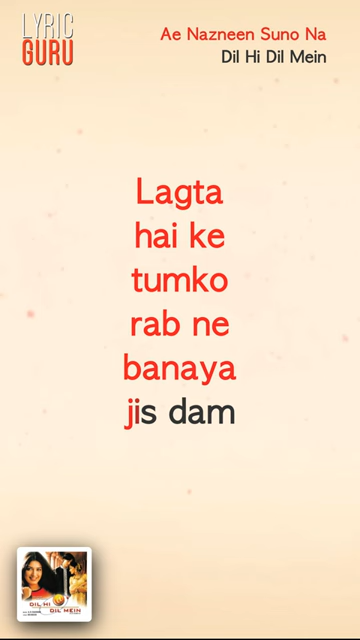 LYRIC
GURU
Ae Nazneen Suno Na
Dil Hi Dil Mein
Lagta
hai ke
tumko
rab ne
banaya
jis dam
DIL HI
DIL MEIN